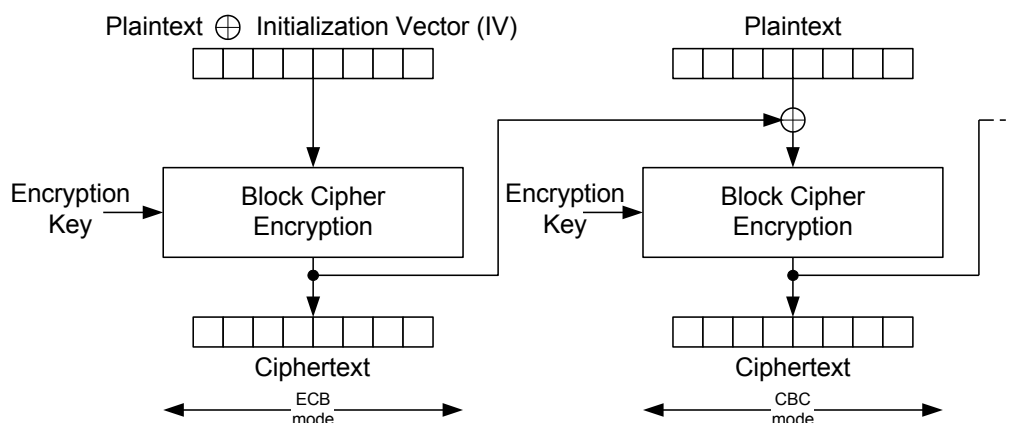 Plaintext ⊕ Initialization Vector (IV)
Plaintext
Encryption
Key
Block Cipher
Encryption
Encryption
Key
Block Cipher
Encryption
Ciphertext
Ciphertext
ECB
mode
CBC
mode